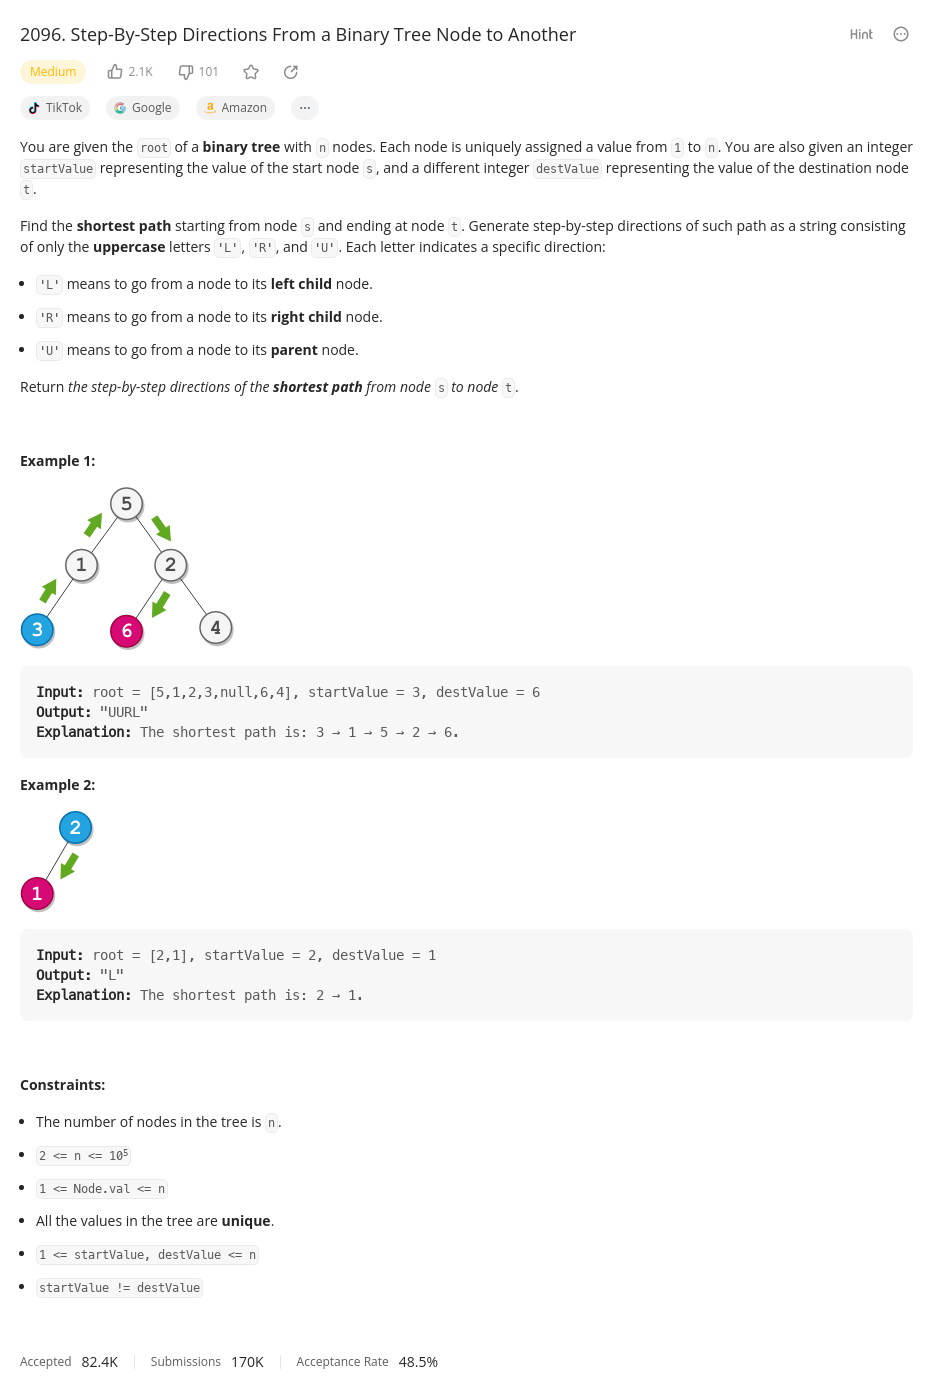 2096. Step-By-Step Directions From a Binary Tree Node to Another
Hint
Medium 2.1K 101
TikTok Google Amazon ...
You are given the root of a binary tree with n nodes. Each node is uniquely assigned a value from 1 to n. You are also given an integer
startValue representing the value of the start node s, and a different integer destValue representing the value of the destination node
t.
Find the shortest path starting from node s and ending at node t. Generate step-by-step directions of such path as a string consisting
of only the uppercase letters 'L', 'R', and 'U'. Each letter indicates a specific direction:
• 'L' means to go from a node to its left child node.
• 'R' means to go from a node to its right child node.
• 'U' means to go from a node to its parent node.
Return the step-by-step directions of the shortest path from node s to node t.
Example 1:
5
1 2
3 6 4
Input: root = [5,1,2,3,null,6,4], startValue = 3, destValue = 6
Output: "UURL"
Explanation: The shortest path is: 3 → 1 → 5 → 2 → 6.
Example 2:
2
1
Input: root = [2,1], startValue = 2, destValue = 1
Output: "L"
Explanation: The shortest path is: 2 → 1.
Constraints:
• The number of nodes in the tree is n.
• 2 <= n <= 10⁵
• 1 <= Node.val <= n
• All the values in the tree are unique.
• 1 <= startValue, destValue <= n
• startValue != destValue
Accepted 82.4K Submissions 170K Acceptance Rate 48.5%